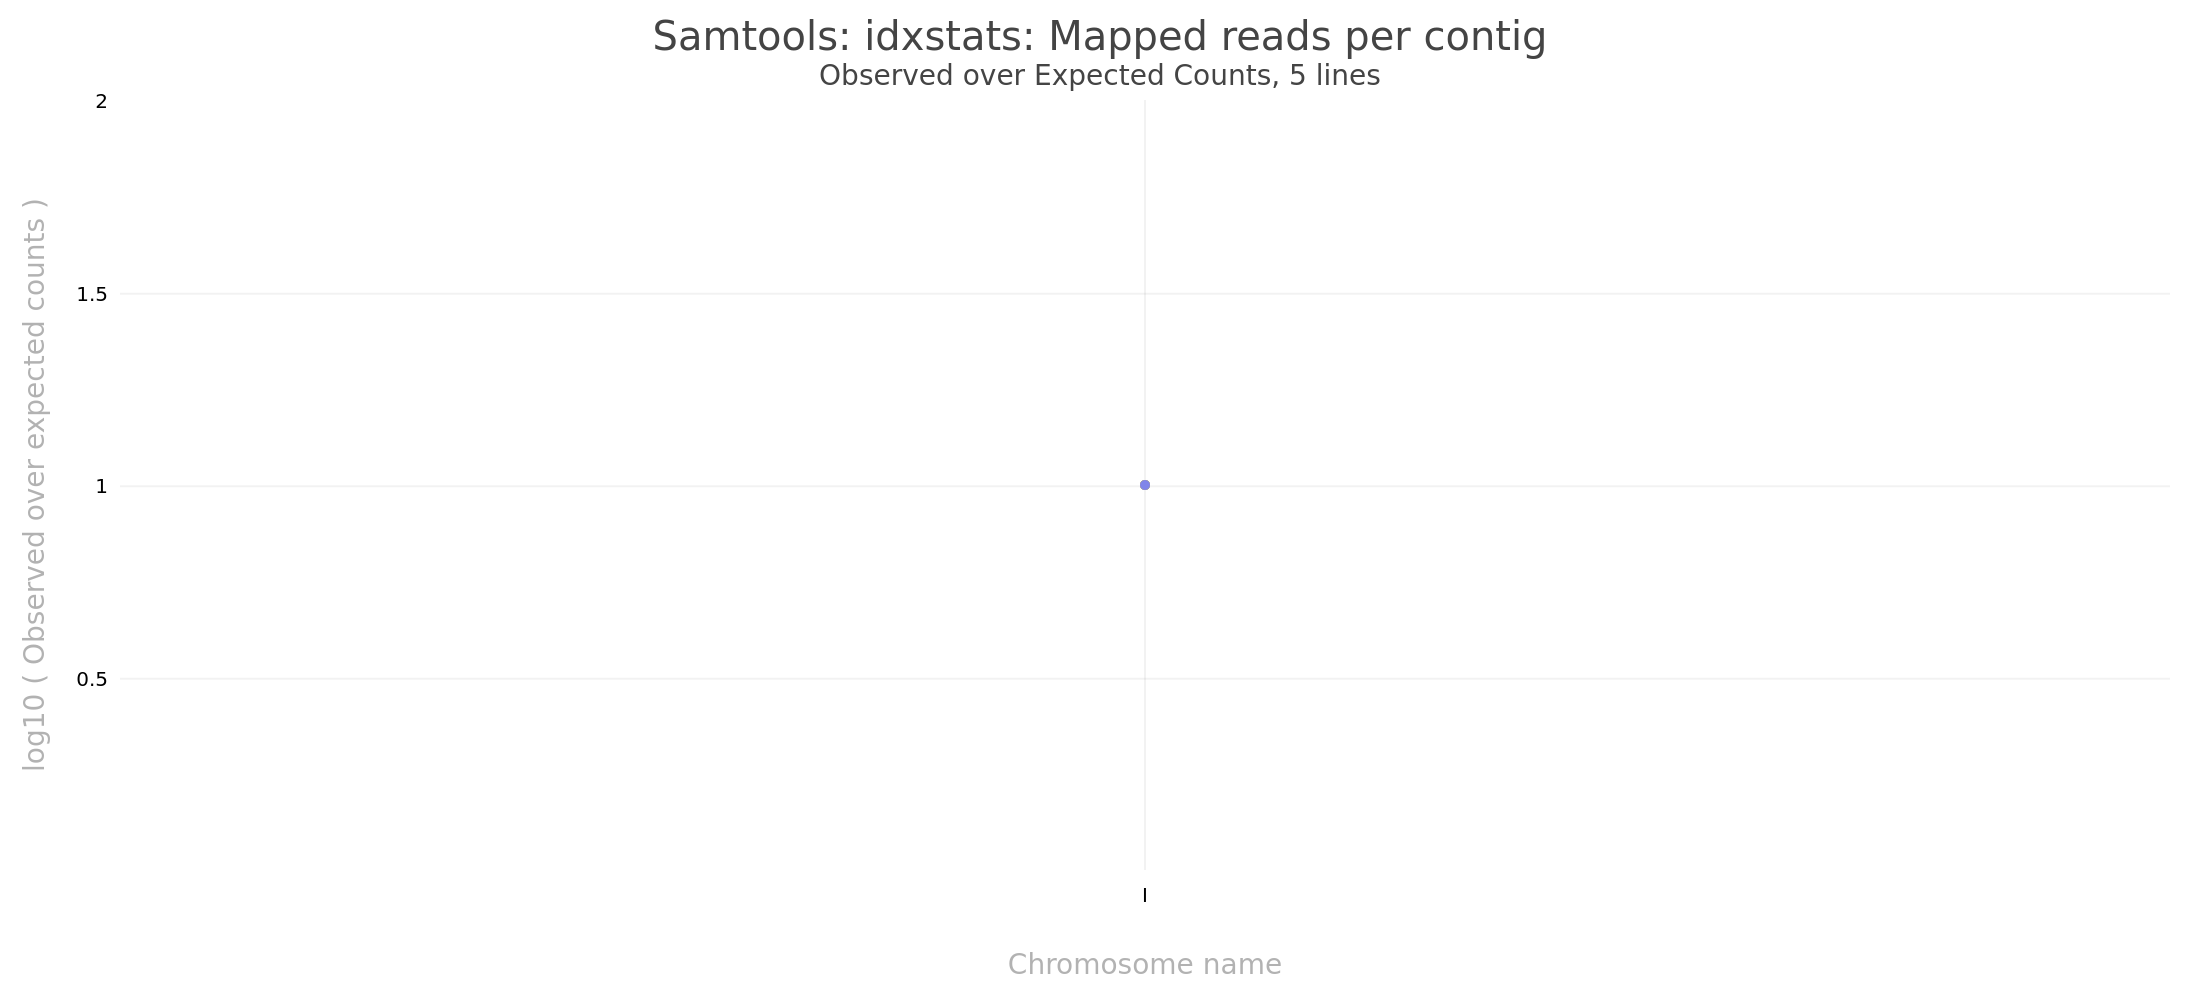 Samtools: idxstats: Mapped reads per contig
Observed over Expected Counts, 5 lines
2
1.5
1
0.5
log10 ( Observed over expected counts )
I
Chromosome name